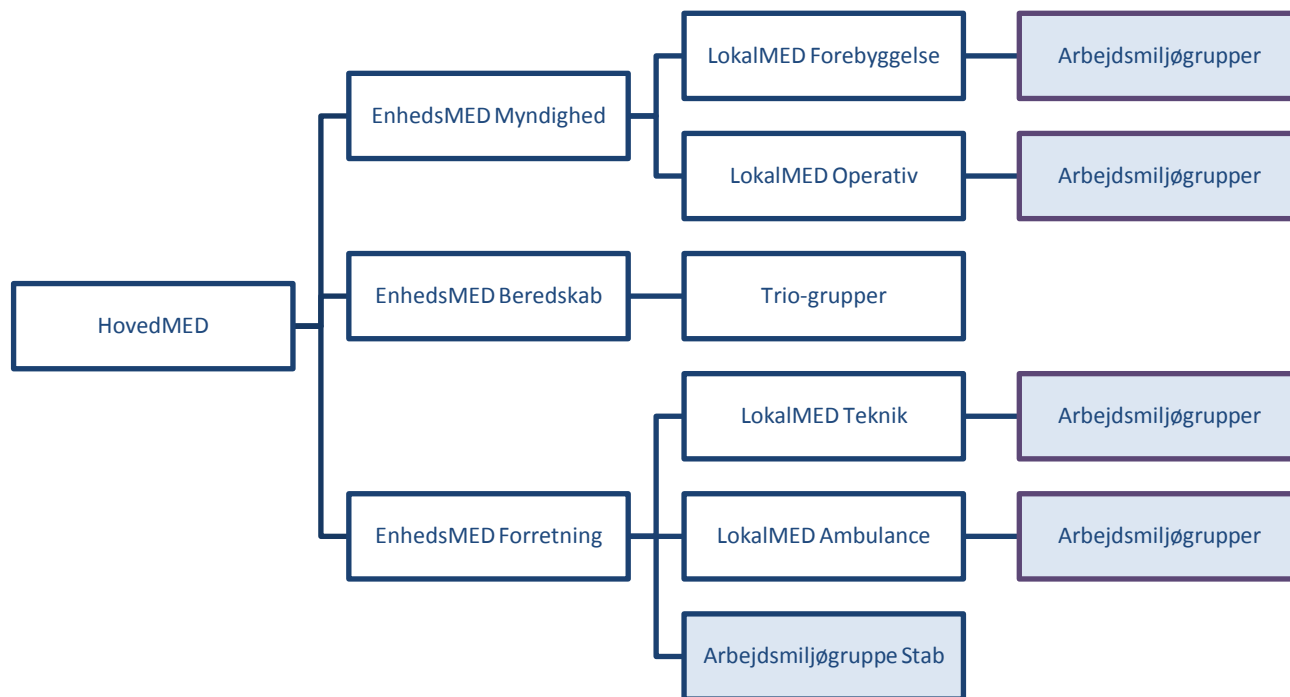 HovedMED
EnhedsMED Myndighed
LokalMED Forebyggelse
Arbejdsmiljøgrupper
LokalMED Operativ
Arbejdsmiljøgrupper
EnhedsMED Beredskab
Trio-grupper
EnhedsMED Forretning
LokalMED Teknik
Arbejdsmiljøgrupper
LokalMED Ambulance
Arbejdsmiljøgrupper
Arbejdsmiljøgruppe Stab